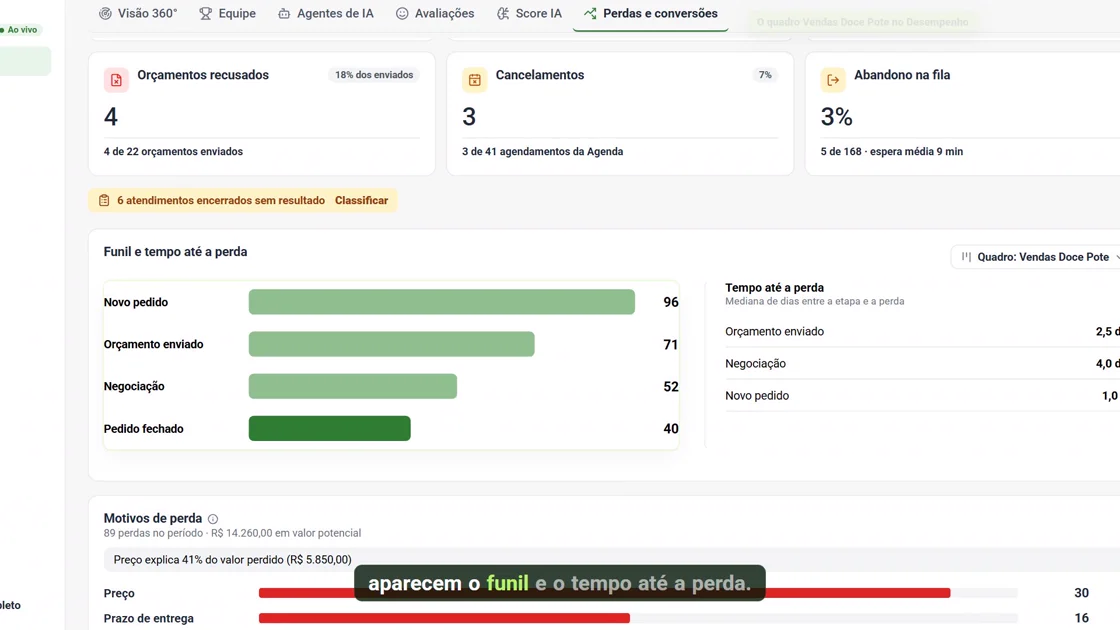 Visão 360°
Equipe
Agentes de IA
Avaliações
Score IA
Perdas e conversões
O quadro Vendas Doce Pote no Desempenho
Ao vivo
Orçamentos recusados
18% dos enviados
4
4 de 22 orçamentos enviados
Cancelamentos
7%
3
3 de 41 agendamentos da Agenda
Abandono na fila
3%
5 de 168 · espera média 9 min
6 atendimentos encerrados sem resultado Classificar
Funil e tempo até a perda
Quadro: Vendas Doce Pote
Novo pedido 96
Orçamento enviado 71
Negociação 52
Pedido fechado 40
Tempo até a perda
Mediana de dias entre a etapa e a perda
Orçamento enviado 2,5 d
Negociação 4,0 d
Novo pedido 1,0
Motivos de perda
89 perdas no período · R$ 14.260,00 em valor potencial
Preço explica 41% do valor perdido (R$ 5.850,00)
aparecem o funil e o tempo até a perda.
Preço 30
pleto
Prazo de entrega 16